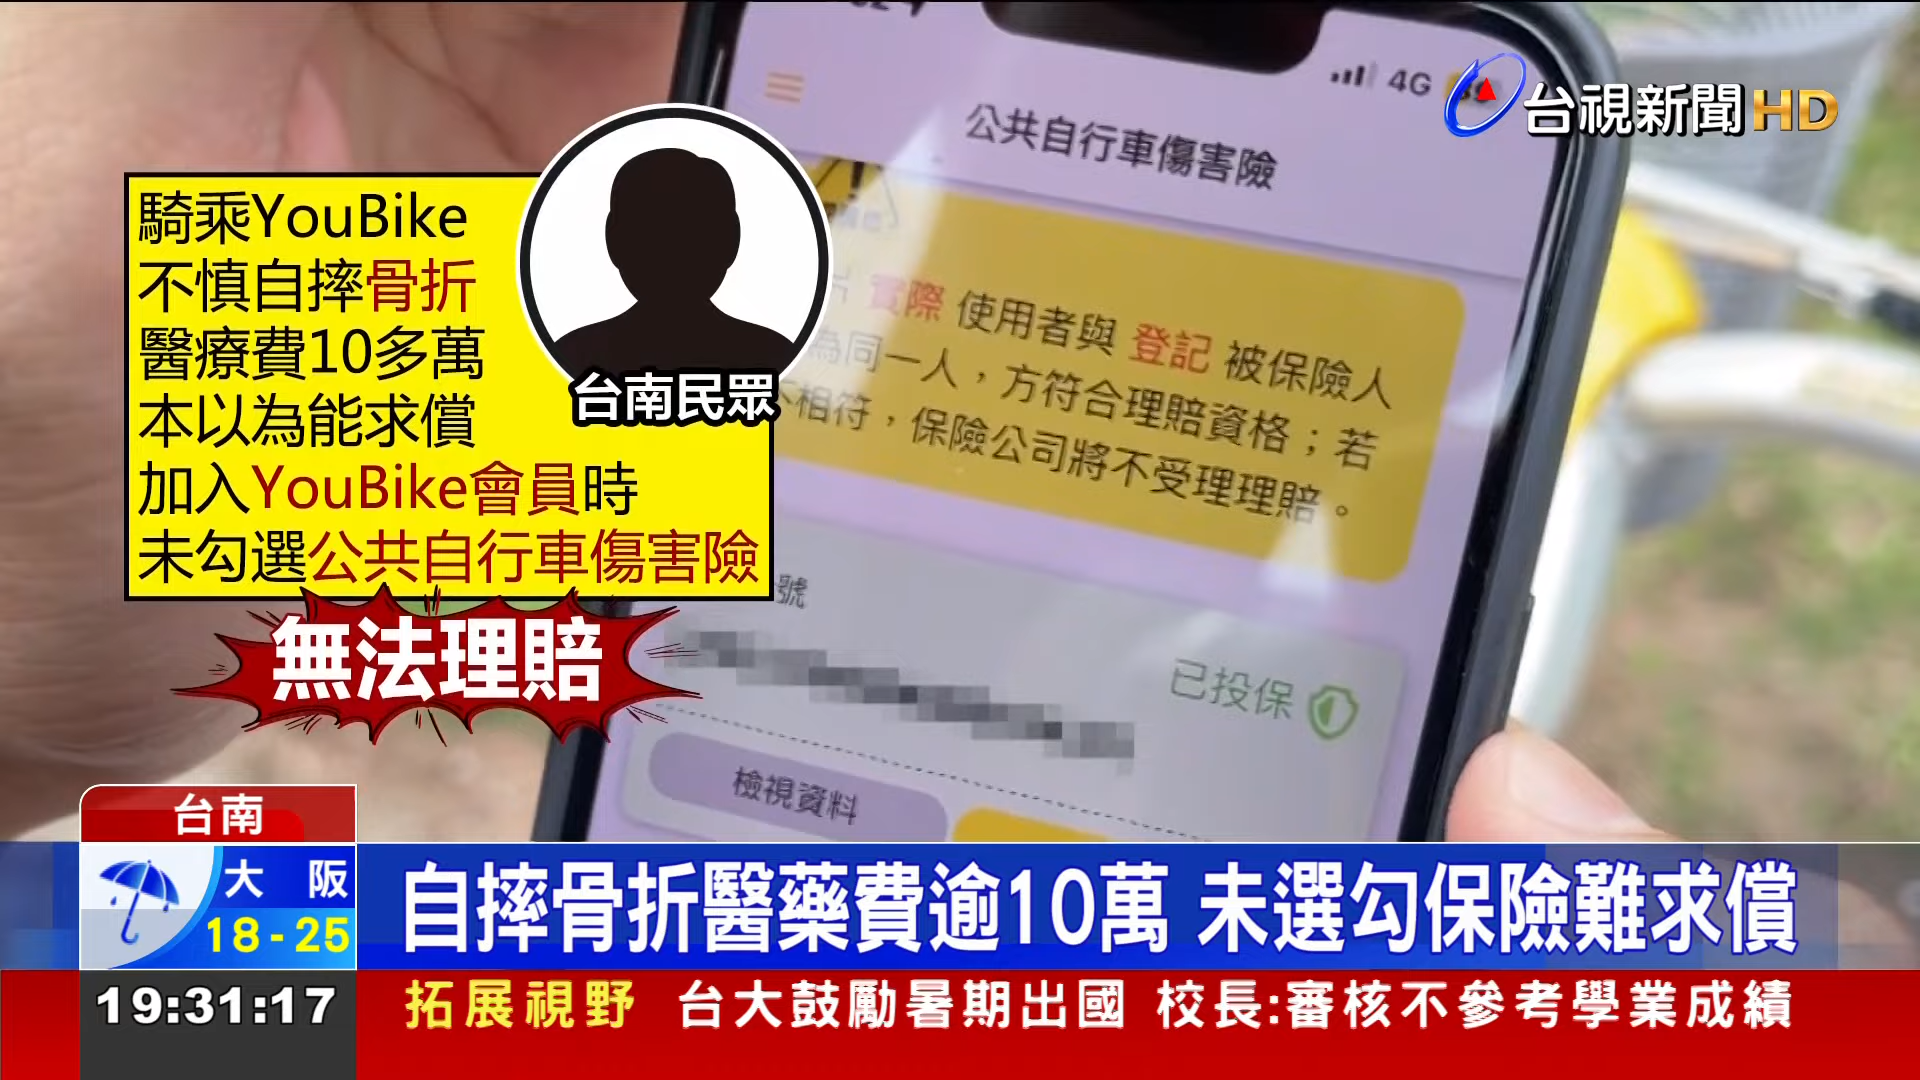 4G
台視新聞HD
公共自行車傷害險
騎乘YouBike
不慎自摔骨折
醫療費10多萬
本以為能求償
加入YouBike會員時
未勾選公共自行車傷害險
台南民眾
無法理賠
實際 使用者與 登記 被保險人
為同一人，方符合理賠資格；若
不相符，保險公司將不受理理賠。
號
已投保
檢視資料
台南
大阪
18-25
自摔骨折醫藥費逾10萬 未選勾保險難求償
19:31:17
拓展視野 台大鼓勵暑期出國 校長:審核不參考學業成績